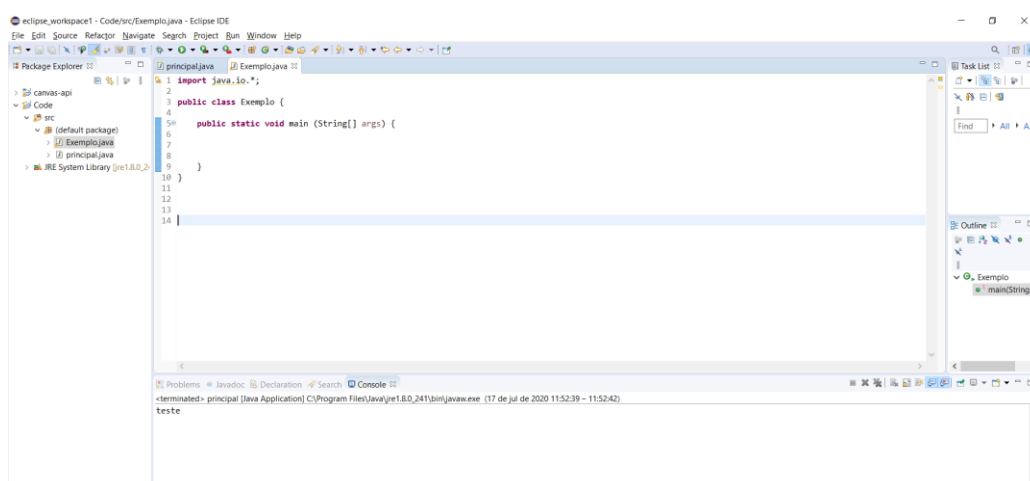 eclipse_workspace1 - Code/src/Exemplo.java - Eclipse IDE
File Edit Source Refactor Navigate Search Project Run Window Help
Package Explorer
canvas-api
Code
src
(default package)
Exemplo.java
principal.java
JRE System Library [jre1.8.0_2
principal.java Exemplo.java
1 import java.io.*;
2
3 public class Exemplo {
4
5 public static void main (String[] args) {
6
7
8
9 }
10 }
11
12
13
14
Task List
Find All A
Outline
Exemplo
main(String
Problems Javadoc Declaration Search Console
<terminated> principal [Java Application] C:\Program Files\Java\jre1.8.0_241\bin\javaw.exe (17 de jul de 2020 11:52:39 – 11:52:42)
teste